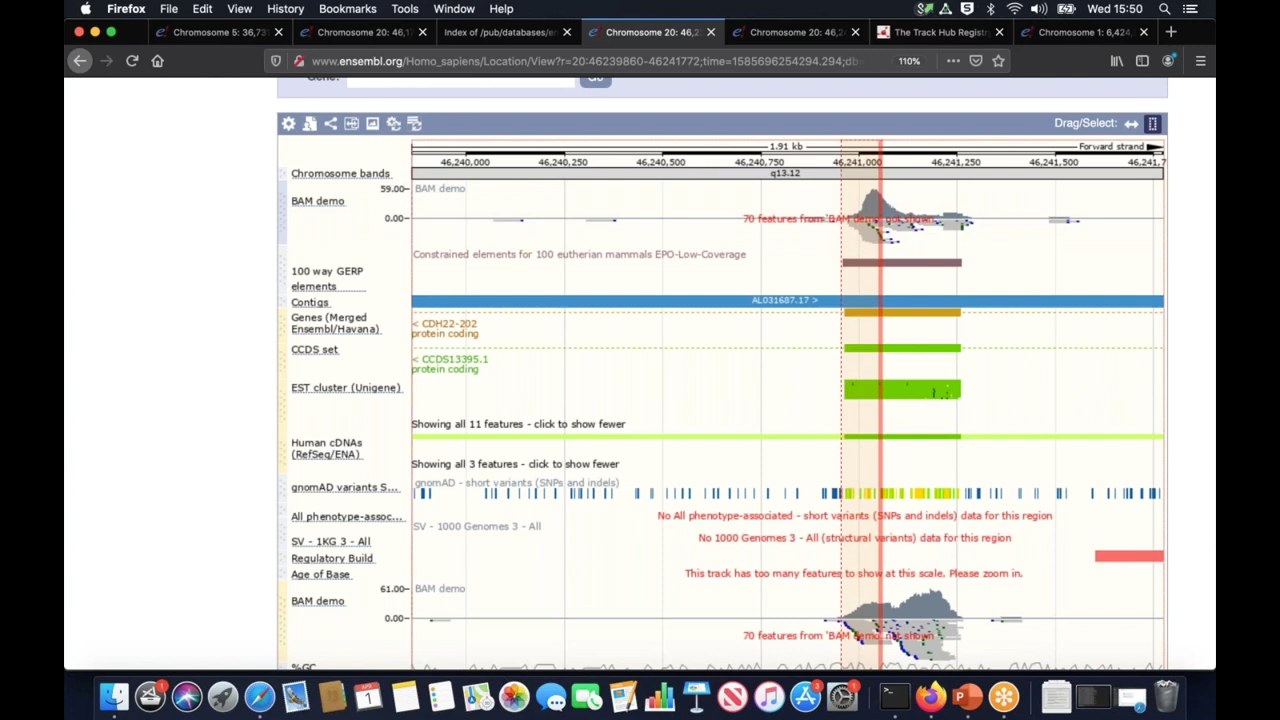 Firefox File Edit View History Bookmarks Tools Window Help Wed 15:50
Chromosome 5: 36,73 Chromosome 20: 46,17 Index of /pub/databases/en Chromosome 20: 46,2 Chromosome 20: 46,2 The Track Hub Registr Chromosome 1: 6,424,
www.ensembl.org/Homo_sapiens/Location/View?r=20:46239860-46241772;time=1585696254294.294;db= 110%
Gene: Go
Drag/Select:
1.91 kb Forward strand
46,240,000 46,240,250 46,240,500 46,240,750 46,241,000 46,241,250 46,241,500 46,241,7
Chromosome bands q13.12
59.00 BAM demo
BAM demo
0.00 70 features from 'BAM demo' not shown
Constrained elements for 100 eutherian mammals EPO-Low-Coverage
100 way GERP
elements
Contigs AL031687.17 >
Genes (Merged
Ensembl/Havana)
< CDH22-202
protein coding
CCDS set
< CCDS13395.1
protein coding
EST cluster (Unigene)
Showing all 11 features - click to show fewer
Human cDNAs
(RefSeq/ENA)
Showing all 3 features - click to show fewer
gnomAD - short variants (SNPs and indels)
gnomAD variants S...
All phenotype-assoc... No All phenotype-associated - short variants (SNPs and indels) data for this region
SV - 1000 Genomes 3 - All
SV - 1KG 3 - All No 1000 Genomes 3 - All (structural variants) data for this region
Regulatory Build
Age of Base This track has too many features to show at this scale. Please zoom in.
61.00 BAM demo
BAM demo
0.00
70 features from 'BAM demo' not shown
%GC